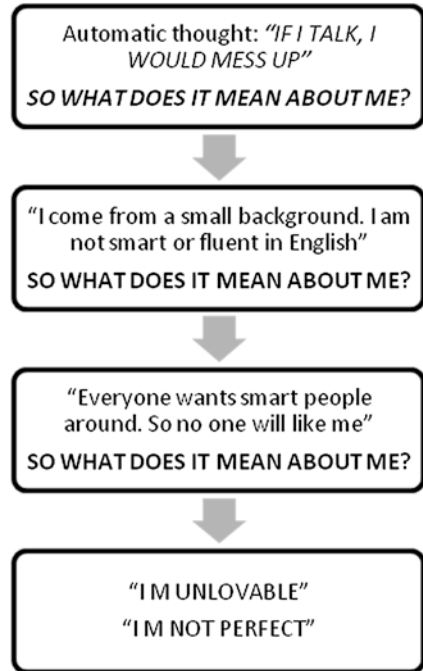 Automatic thought: “IF I TALK, I
WOULD MESS UP”
SO WHAT DOES IT MEAN ABOUT ME?
“I come from a small background. I am
not smart or fluent in English”
SO WHAT DOES IT MEAN ABOUT ME?
“Everyone wants smart people
around. So no one will like me”
SO WHAT DOES IT MEAN ABOUT ME?
“I M UNLOVABLE”
“I M NOT PERFECT”